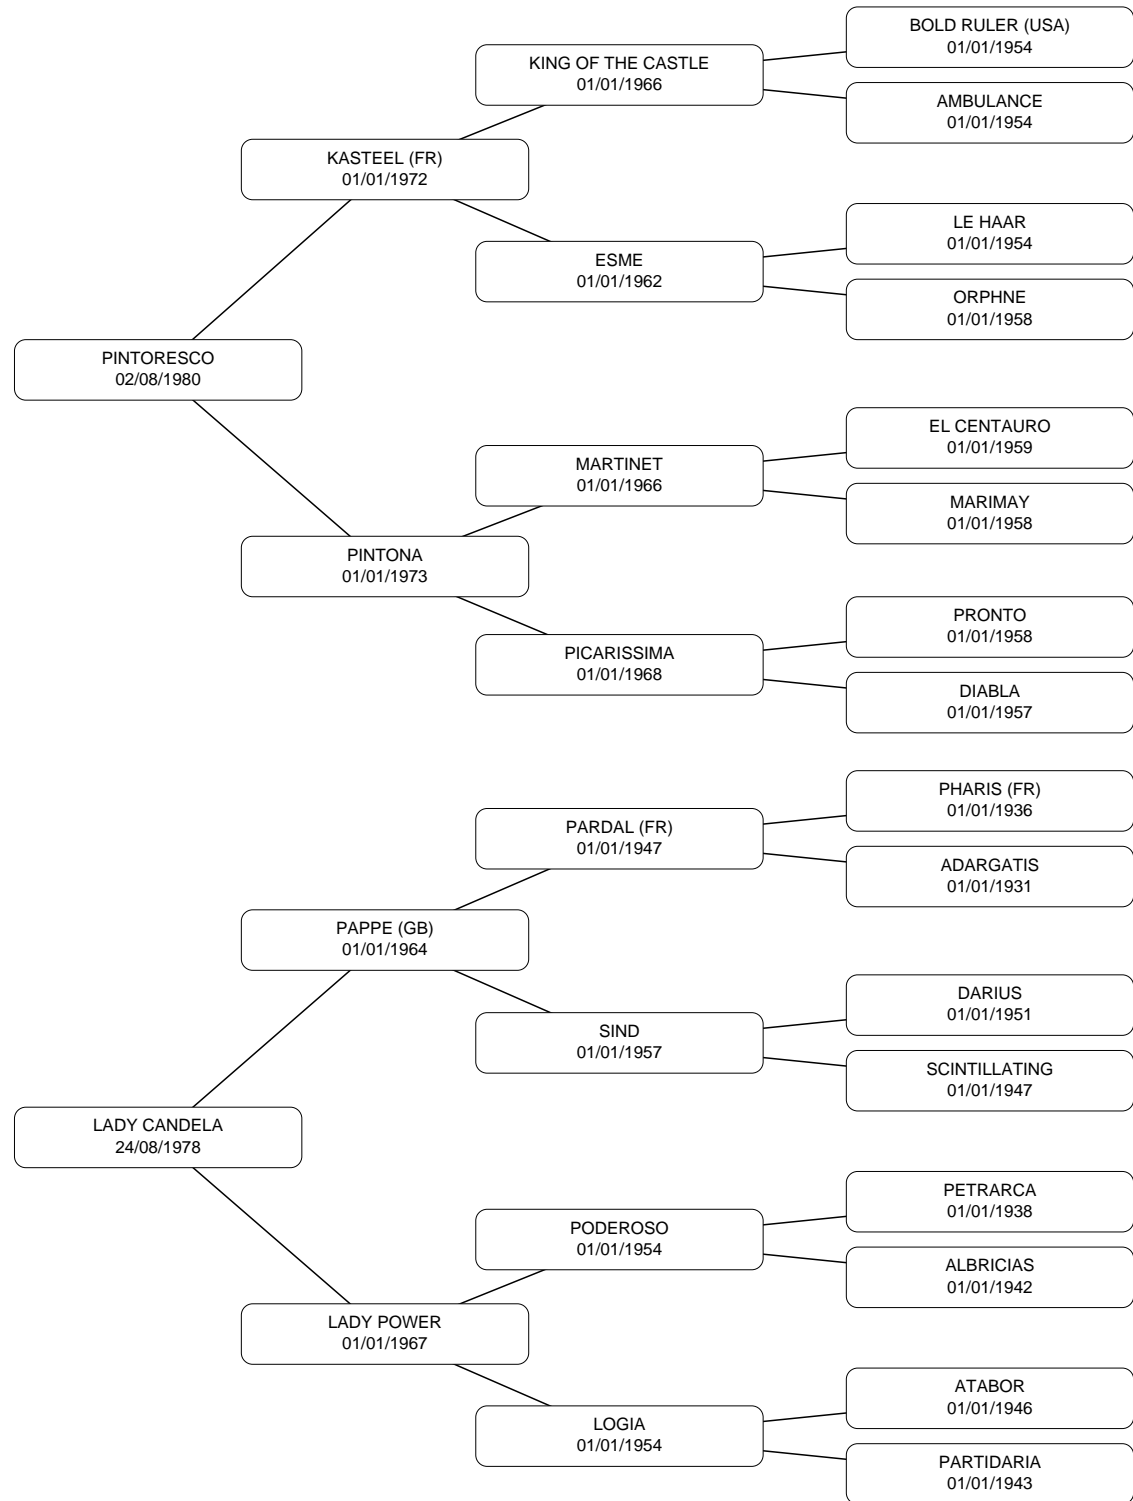 BOLD RULER (USA)
01/01/1954
KING OF THE CASTLE
01/01/1966
AMBULANCE
01/01/1954
KASTEEL (FR)
01/01/1972
LE HAAR
01/01/1954
ESME
01/01/1962
ORPHNE
01/01/1958
PINTORESCO
02/08/1980
EL CENTAURO
01/01/1959
MARTINET
01/01/1966
MARIMAY
01/01/1958
PINTONA
01/01/1973
PRONTO
01/01/1958
PICARISSIMA
01/01/1968
DIABLA
01/01/1957
PHARIS (FR)
01/01/1936
PARDAL (FR)
01/01/1947
ADARGATIS
01/01/1931
PAPPE (GB)
01/01/1964
DARIUS
01/01/1951
SIND
01/01/1957
SCINTILLATING
01/01/1947
LADY CANDELA
24/08/1978
PETRARCA
01/01/1938
PODEROSO
01/01/1954
ALBRICIAS
01/01/1942
LADY POWER
01/01/1967
ATABOR
01/01/1946
LOGIA
01/01/1954
PARTIDARIA
01/01/1943